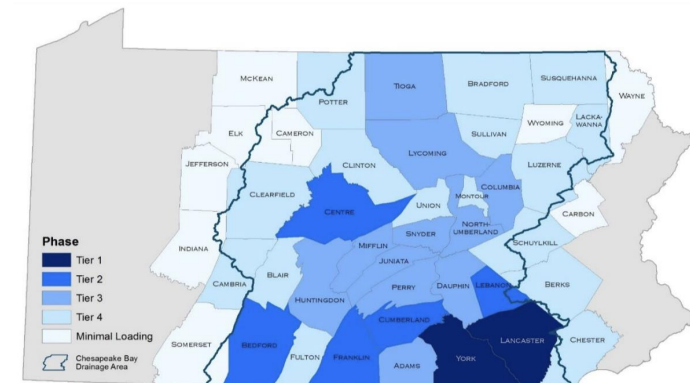 McKEAN
POTTER
TIOGA
BRADFORD
SUSQUEHANNA
WAYNE
ELK
CAMERON
WYOMING
LACKA-
WANNA
JEFFERSON
CLINTON
LYCOMING
SULLIVAN
LUZERNE
CLEARFIELD
CENTRE
UNION
MONTOUR
COLUMBIA
CARBON
INDIANA
SNYDER
NORTH-
UMBERLAND
SCHUYLKILL
MIFFLIN
JUNIATA
CAMBRIA
BLAIR
HUNTINGDON
PERRY
DAUPHIN
LEBANON
BERKS
SOMERSET
BEDFORD
FULTON
FRANKLIN
CUMBERLAND
ADAMS
YORK
LANCASTER
CHESTER
Phase
Tier 1
Tier 2
Tier 3
Tier 4
Minimal Loading
Chesapeake Bay
Drainage Area